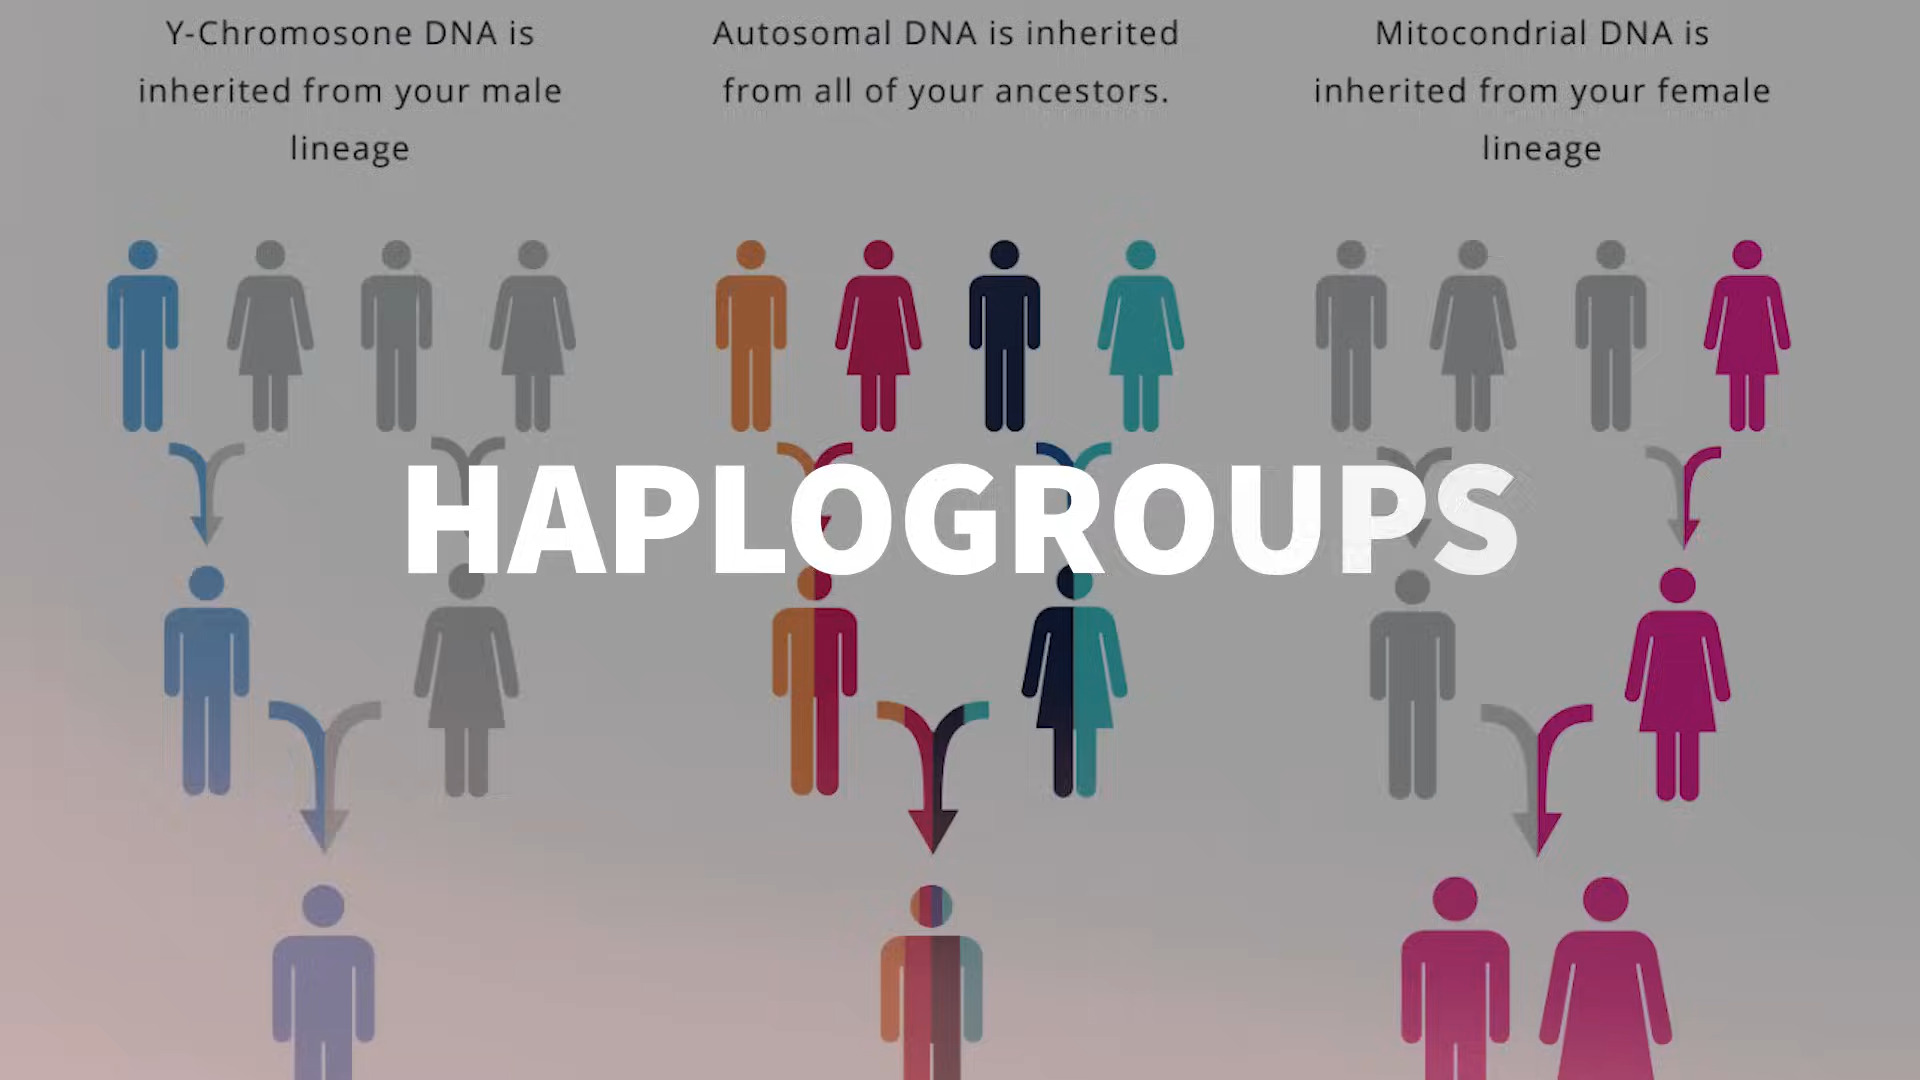 Y-Chromosone DNA is
inherited from your male
lineage
Autosomal DNA is inherited
from all of your ancestors.
Mitocondrial DNA is
inherited from your female
lineage
HAPLOGROUPS